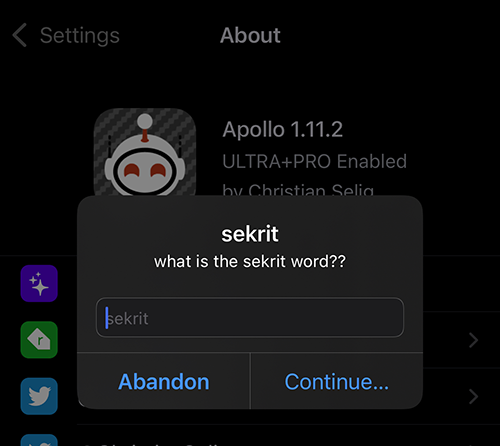 Settings
About
Apollo 1.11.2
ULTRA+PRO Enabled
by Christian Selig
sekrit
what is the sekrit word??
sekrit
Abandon
Continue...